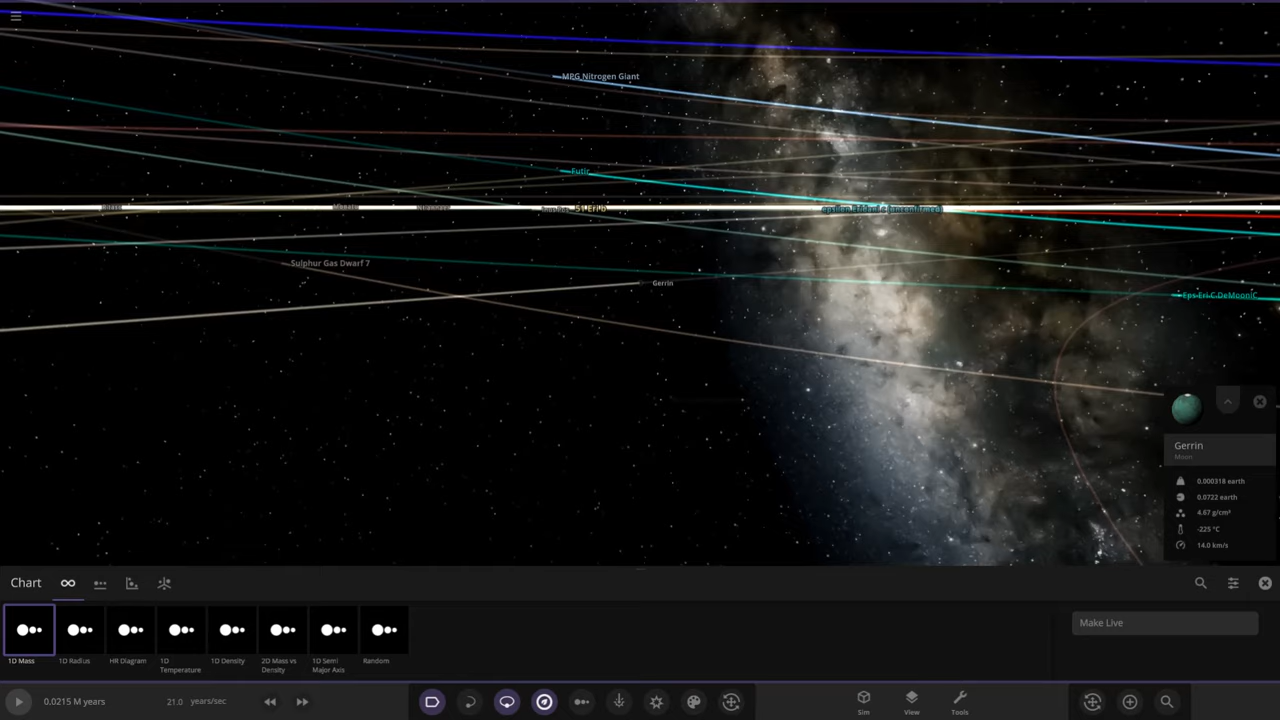 MPG Nitrogen Giant
Futir
Sulphur Gas Dwarf 7
Gerrin
Eps Eri C DeMooniC
Gerrin
Moon
0.000318 earth
0.0722 earth
4.67 g/cm³
-225 °C
14.0 km/s
Chart
1D Mass
1D Radius
HR Diagram
1D Temperature
1D Density
2D Mass vs Density
1D Semi Major Axis
Random
Make Live
0.0215 M years
21.0 years/sec
Sim
View
Tools